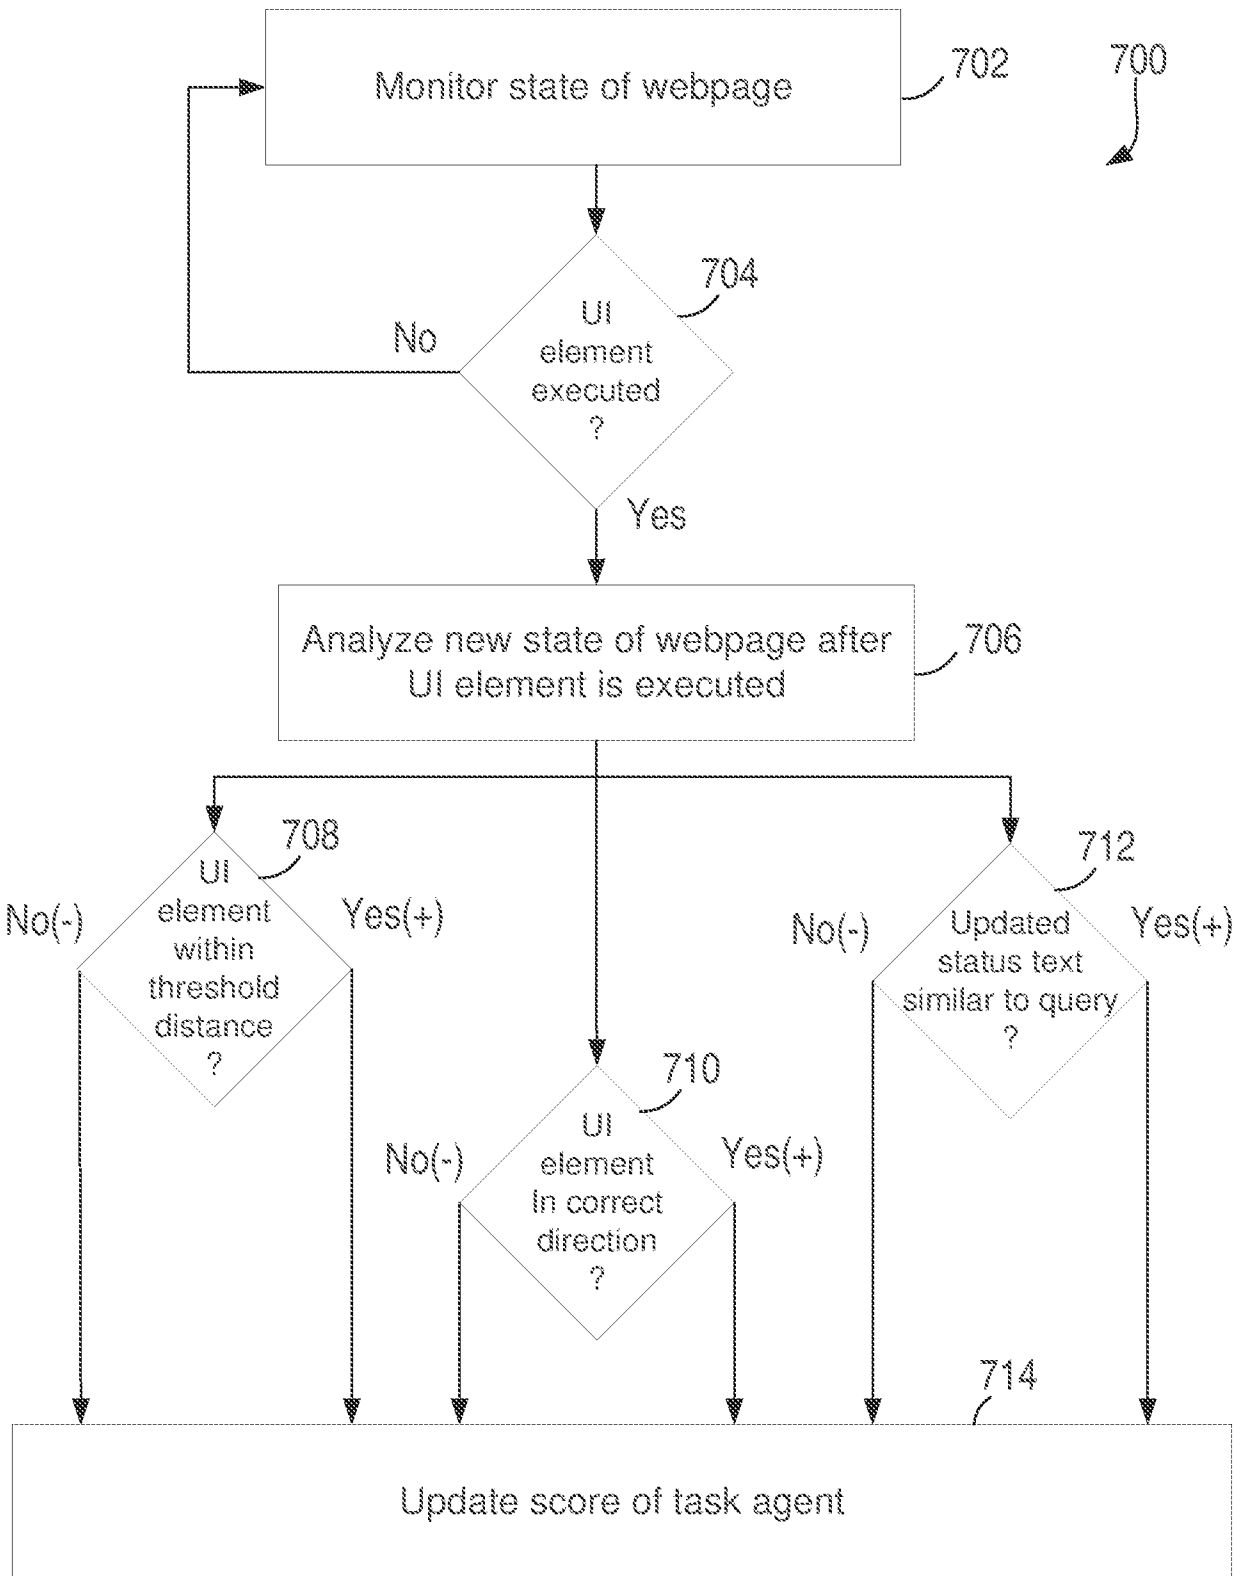 Monitor state of webpage
702
700
704
UI
element
executed
?
No
Yes
Analyze new state of webpage after
UI element is executed
706
708
UI
element
within
threshold
distance
?
No(-)
Yes(+)
710
UI
element
In correct
direction
?
No(-)
Yes(+)
712
Updated
status text
similar to query
?
No(-)
Yes(+)
714
Update score of task agent